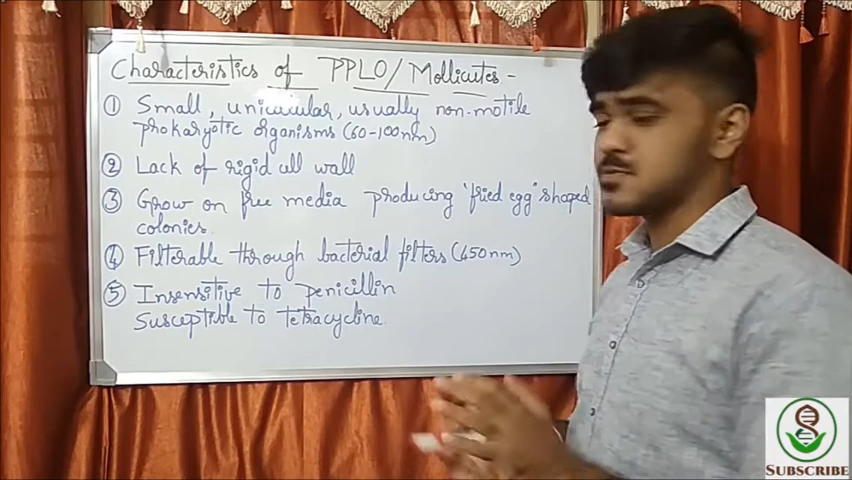 Characteristics of PPLO/Mollicutes -
① Small, unicellular, usually non-motile
prokaryotic organisms (60-100nm)
② Lack of rigid cell wall
③ Grow on free media producing 'fried egg' shaped
colonies.
④ Filterable through bacterial filters (450nm)
⑤ Insensitive to penicillin
Susceptible to tetracycline
SUBSCRIBE